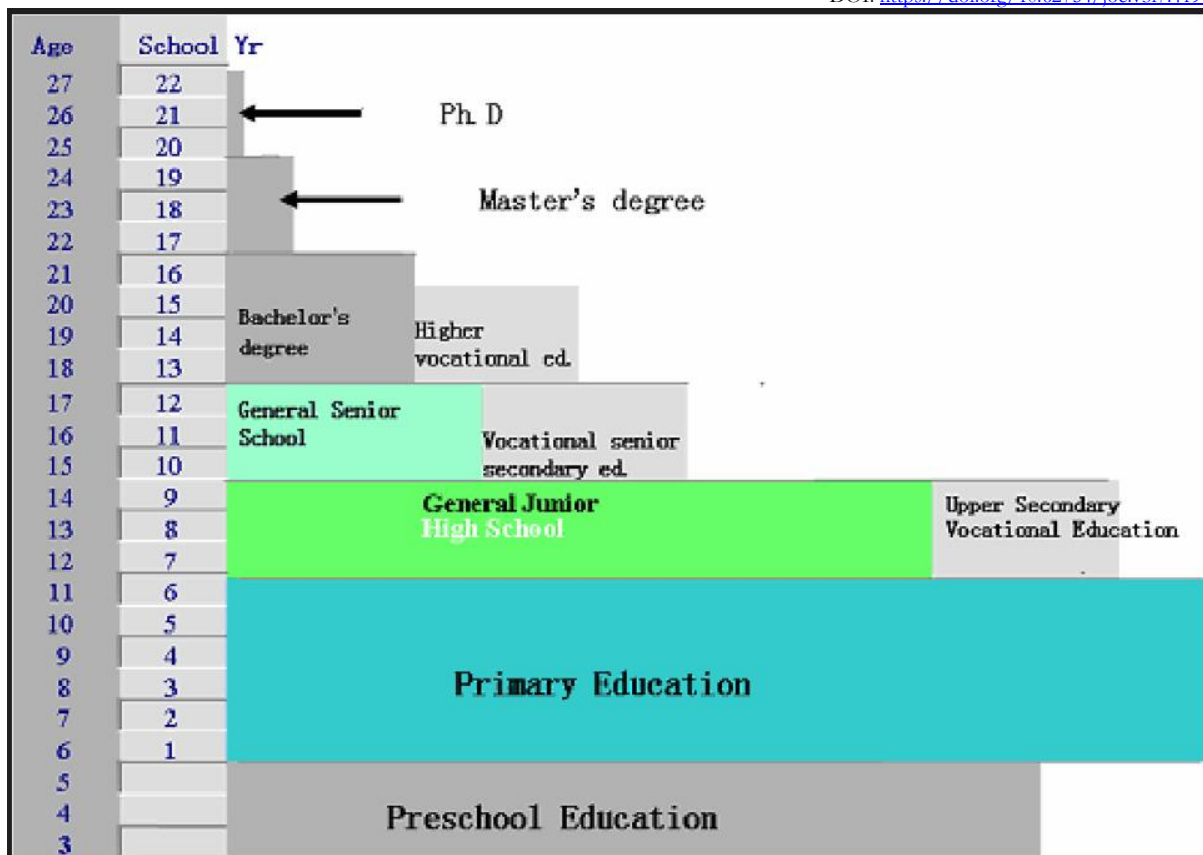 DOI:
Age School Yr
27 22
26 21 Ph. D
25 20
24 19
23 18 Master's degree
22 17
21 16
20 15
19 14
18 13
Bachelor's
degree
Higher
vocational ed.
17 12
16 11
15 10
General Senior
School
Vocational senior
secondary ed.
14 9
13 8
12 7
General Junior
High School
Upper Secondary
Vocational Education
11 6
10 5
9 4
8 3
7 2
6 1
Primary Education
5
4
3
Preschool Education